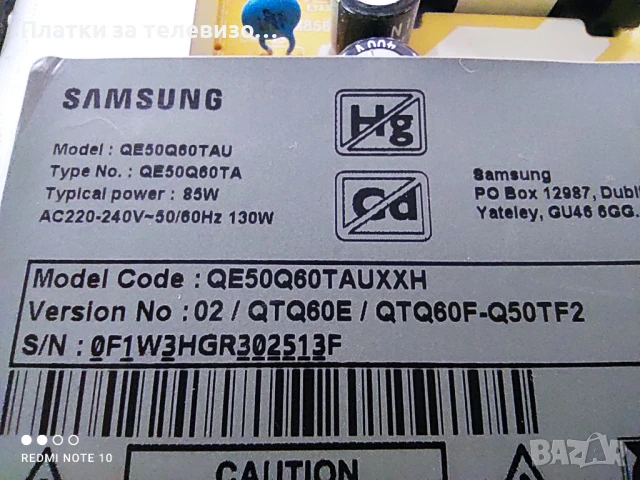 Платки за телевизо...
400V
SAMSUNG
Model : QE50Q60TAU
Type No. : QE50Q60TA
Typical power : 85W
AC220-240V~50/60Hz 130W
Hg
Cd
Samsung
PO Box 12987, Dubli
Yateley, GU46 6GG.
Model Code : QE50Q60TAUXXH
Version No : 02 / QTQ60E / QTQ60F-Q50TF2
S/N : 0F1W3HGR302513F
CAUTION
REDMI NOTE 10
BAZAR